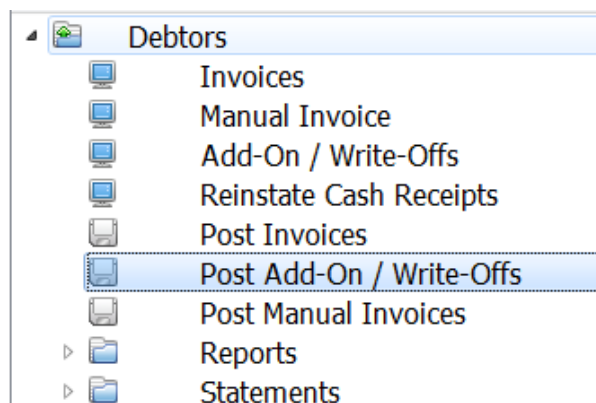 Debtors
Invoices
Manual Invoice
Add-On / Write-Offs
Reinstate Cash Receipts
Post Invoices
Post Add-On / Write-Offs
Post Manual Invoices
Reports
Statements